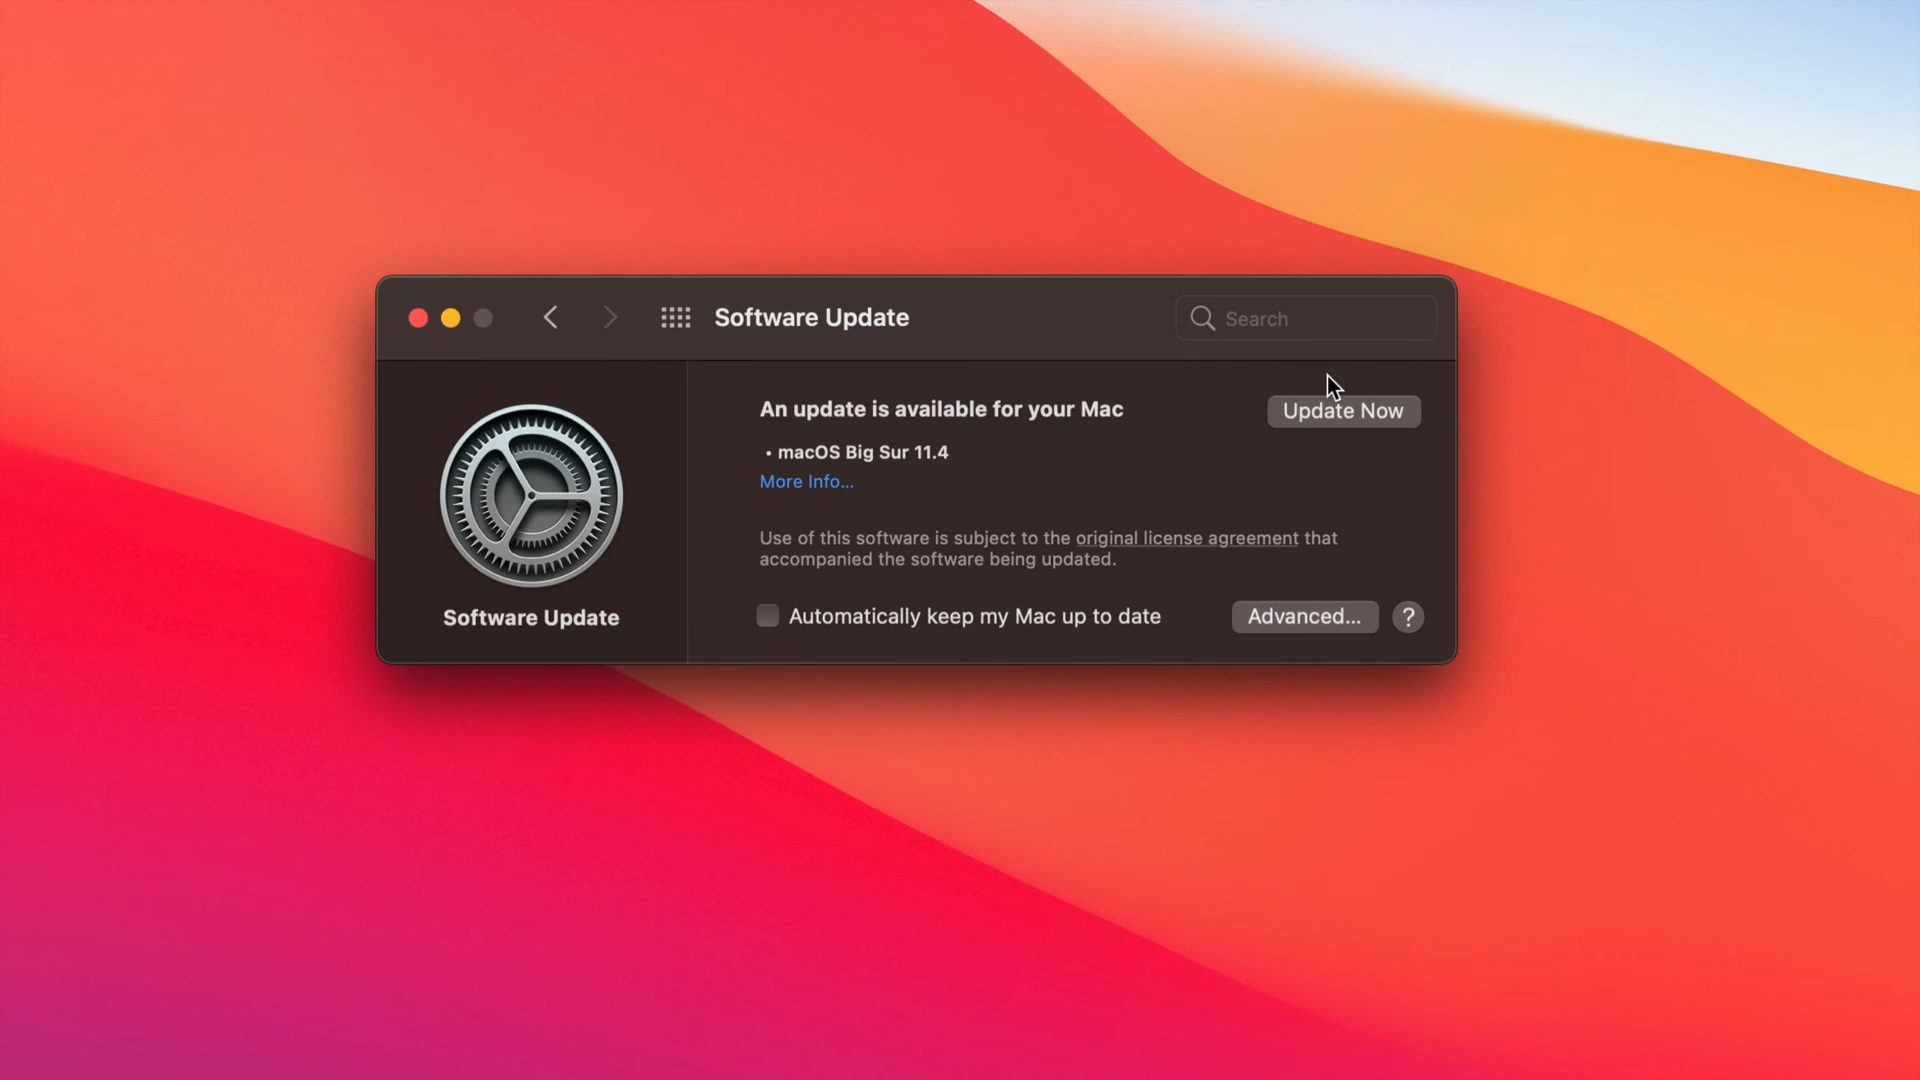 Software Update
Search
An update is available for your Mac
Update Now
• macOS Big Sur 11.4
More Info...
Use of this software is subject to the original license agreement that
accompanied the software being updated.
Software Update
Automatically keep my Mac up to date
Advanced...
?